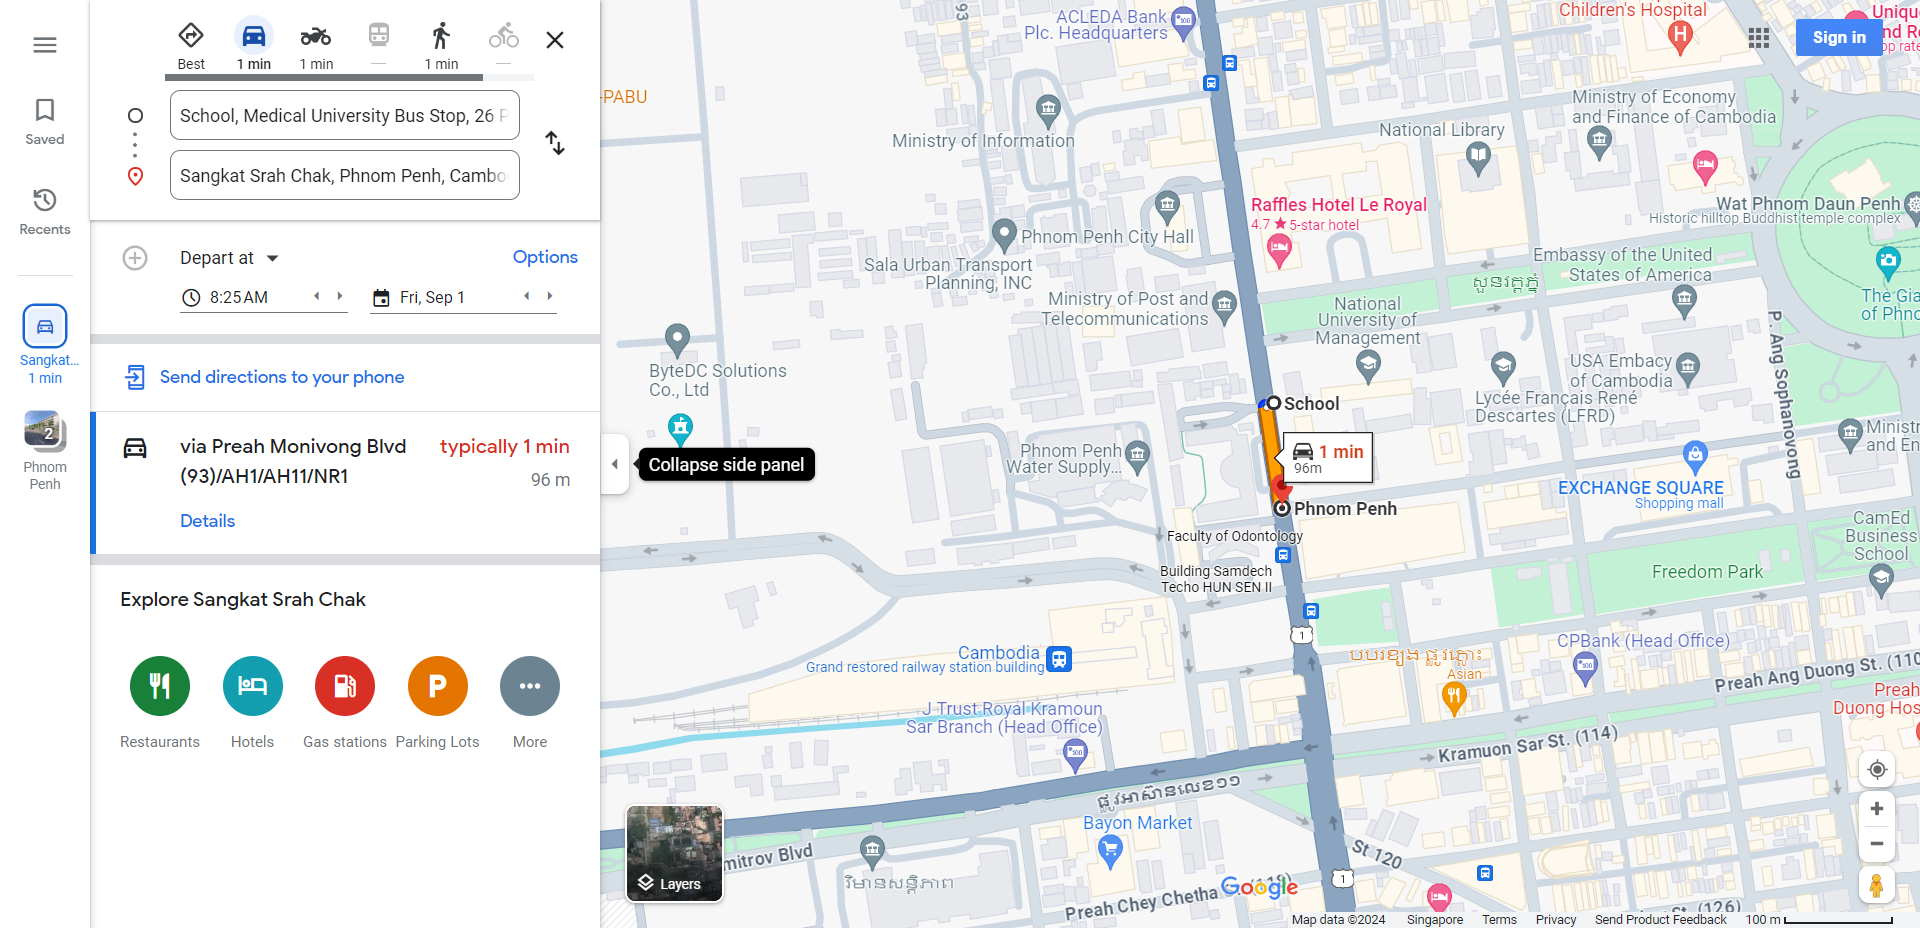 Best
1 min
1 min
1 min
School, Medical University Bus Stop, 26 P
Sangkat Srah Chak, Phnom Penh, Cambo
Saved
Recents
Sangkat...
1 min
2
Phnom
Penh
Depart at
Options
8:25 AM
Fri, Sep 1
Send directions to your phone
via Preah Monivong Blvd
(93)/AH1/AH11/NR1
typically 1 min
96 m
Details
Explore Sangkat Srah Chak
Restaurants
Hotels
Gas stations
Parking Lots
More
Collapse side panel
Layers
Sign in
93
ACLEDA Bank
Plc. Headquarters
Children's Hospital
Uniqu
nd Re
op rate
-PABU
Ministry of Information
National Library
Ministry of Economy
and Finance of Cambodia
Raffles Hotel Le Royal
4.7 ★ 5-star hotel
Wat Phnom Daun Penh
Historic hilltop Buddhist temple complex
Phnom Penh City Hall
Sala Urban Transport
Planning, INC
Embassy of the United
States of America
សួនវត្តភ្នំ
Ministry of Post and
Telecommunications
National
University of
Management
The Gia
of Phno
P. Ang Sophanovong
ByteDC Solutions
Co., Ltd
USA Embacy
of Cambodia
Lycée Français René
Descartes (LFRD)
School
Ministr
and En
Phnom Penh
Water Supply...
1 min
96m
EXCHANGE SQUARE
Shopping mall
Phnom Penh
CamEd
Business
School
Faculty of Odontology
Building Samdech
Techo HUN SEN II
Freedom Park
1
CPBank (Head Office)
Cambodia
Grand restored railway station building
បបរខ្យង ផ្លូវភ្លោះ
Asian
Preah Ang Duong St. (110
Preah
Duong Hos
J Trust Royal Kramoun
Sar Branch (Head Office)
Kramuon Sar St. (114)
ផ្លូវអាស៊ានលេខ១១
Bayon Market
mitrov Blvd
St 120
វិមានសន្តិភាព
1
Preah Chey Chetha
Google
St. (126)
Map data ©2024
Singapore
Terms
Privacy
Send Product Feedback
100 m